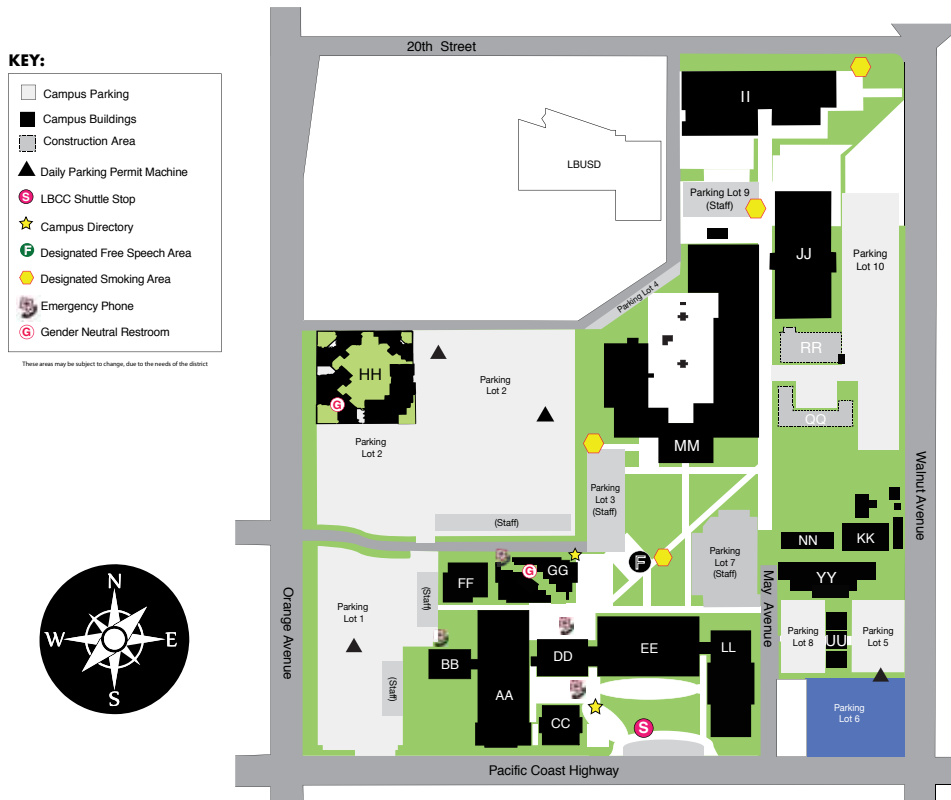 20th Street
KEY:
Campus Parking
Campus Buildings
Construction Area
Daily Parking Permit Machine
S
LBCC Shuttle Stop
Campus Directory
F
Designated Free Speech Area
Designated Smoking Area
Emergency Phone
G
Gender Neutral Restroom
These areas may be subject to change, due to the needs of the district
II
LBUSD
Parking Lot 9
(Staff)
JJ
Parking
Lot 10
Parking Lot 4
RR
HH
G
Parking
Lot 2
QQ
Parking
Lot 2
MM
Parking
Lot 3
(Staff)
Walnut Avenue
(Staff)
NN
KK
F
Parking
Lot 7
(Staff)
FF
G
GG
YY
N
W
E
S
Orange Avenue
Parking
Lot 1
(Staff)
May Avenue
Parking
Lot 8
UU
Parking
Lot 5
BB
DD
EE
LL
(Staff)
AA
CC
S
Parking
Lot 6
Pacific Coast Highway